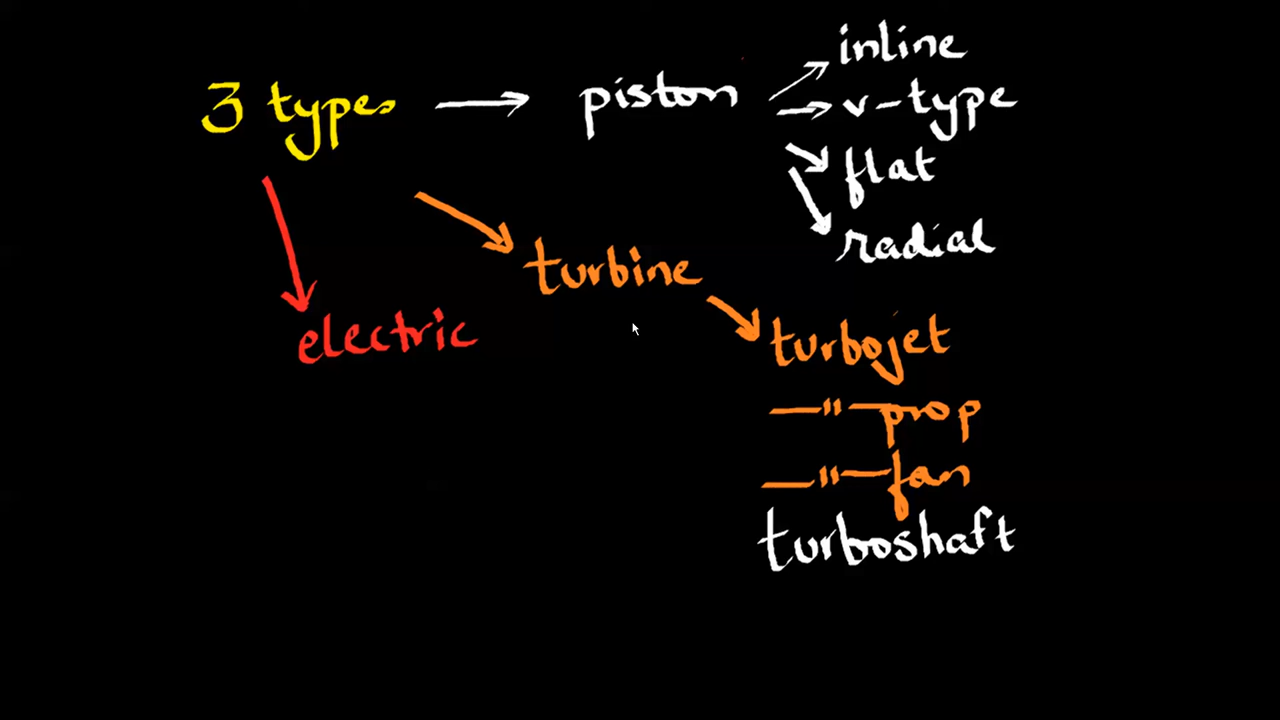 3 types → piston → inline
→ v-type
→ flat
→ radial
→ turbine
→ electric
→ turbojet
—"— prop
—"— fan
turboshaft